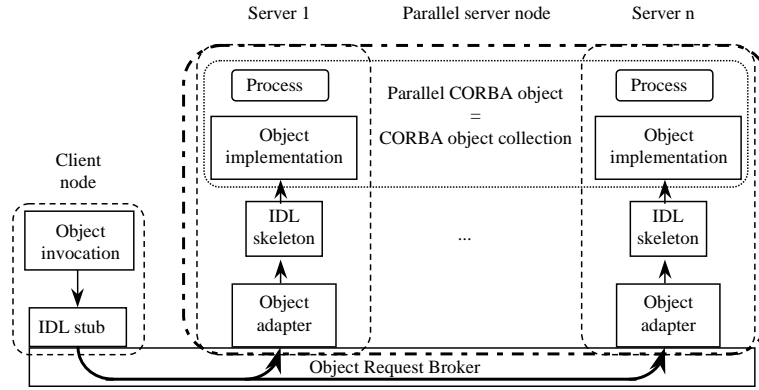 Server 1
Parallel server node
Server n
Process
Process
Parallel CORBA object
=
CORBA object collection
Object
implementation
Object
implementation
Client
node
Object
invocation
IDL
skeleton
...
IDL
skeleton
IDL stub
Object
adapter
Object
adapter
Object Request Broker